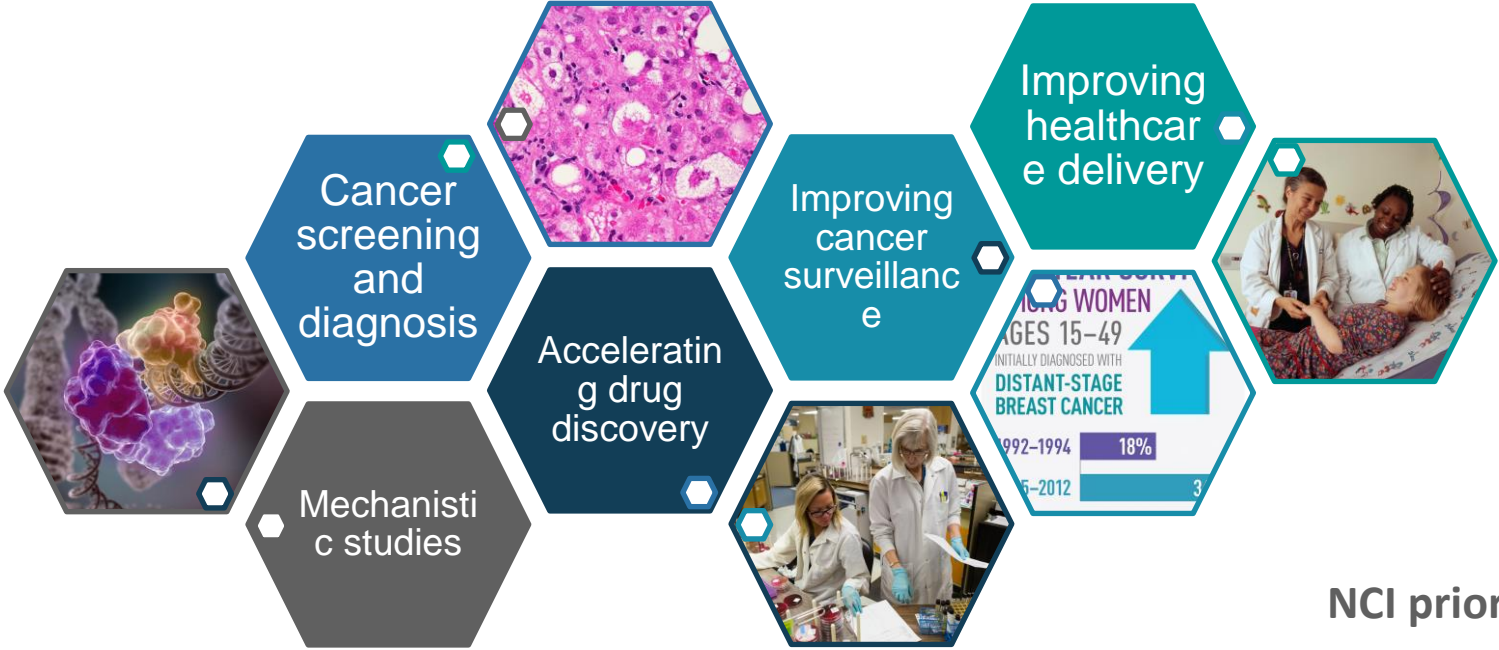 Improving
healthcar
e delivery
Cancer
screening
and
diagnosis
Improving
cancer
surveillanc
e
Acceleratin
g drug
discovery
Mechanisti
c studies
WOMEN
AGES 15–49
INITIALLY DIAGNOSED WITH
DISTANT-STAGE
BREAST CANCER
1992–1994 18%
5–2012 3
NCI prior